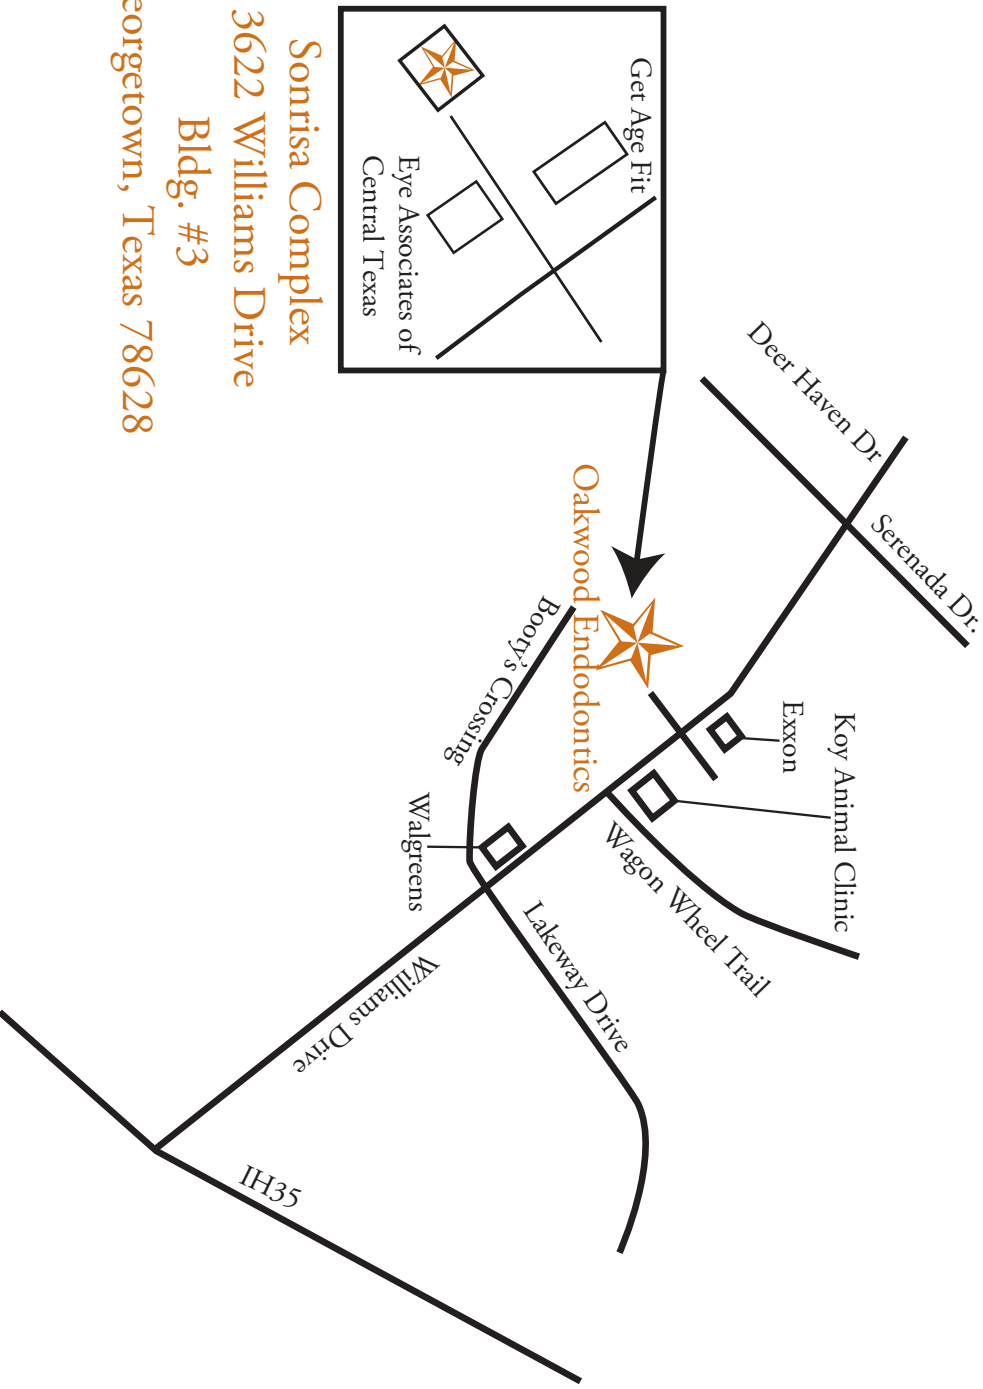 Deer Haven Dr
Serenada Dr.
Koy Animal Clinic
Exxon
Get Age Fit
Eye Associates of
Central Texas
Oakwood Endodontics
Wagon Wheel Trail
Booty's Crossing
Lakeway Drive
Walgreens
Williams Drive
IH35
Sonrisa Complex
3622 Williams Drive
Bldg. #3
eorgetown, Texas 78628